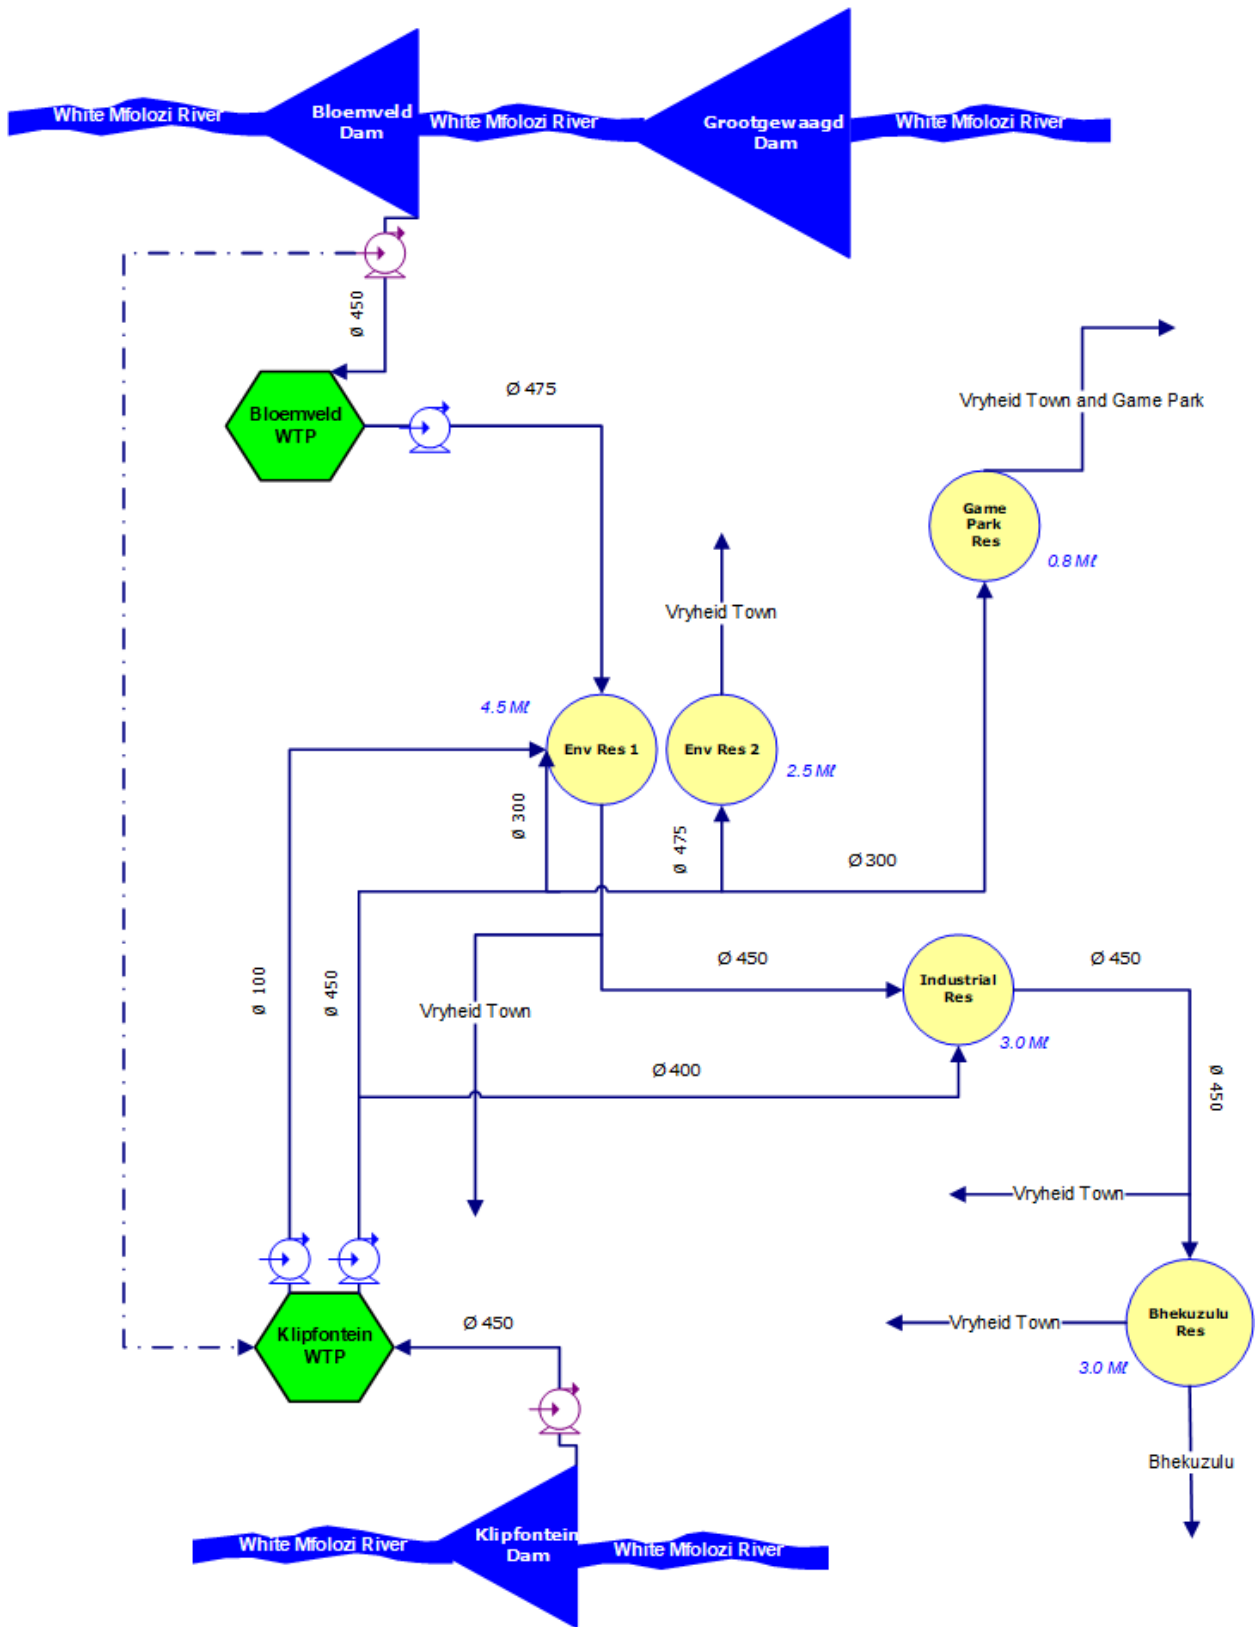 White Mfolozi River
Bloemveld
Dam
White Mfolozi River
Grootgewaagd
Dam
White Mfolozi River
Ø 450
Bloemveld
WTP
Ø 475
Vryheid Town and Game Park
Game
Park
Res
0.8 Mℓ
Vryheid Town
4.5 Mℓ
Env Res 1
Env Res 2
2.5 Mℓ
Ø 300
Ø 475
Ø 300
Ø 100
Ø 450
Ø 450
Industrial
Res
Ø 450
3.0 Mℓ
Vryheid Town
Ø 400
Ø 450
Vryheid Town
Klipfontein
WTP
Ø 450
Vryheid Town
Bhekuzulu
Res
3.0 Mℓ
Bhekuzulu
White Mfolozi River
Klipfontein
Dam
White Mfolozi River